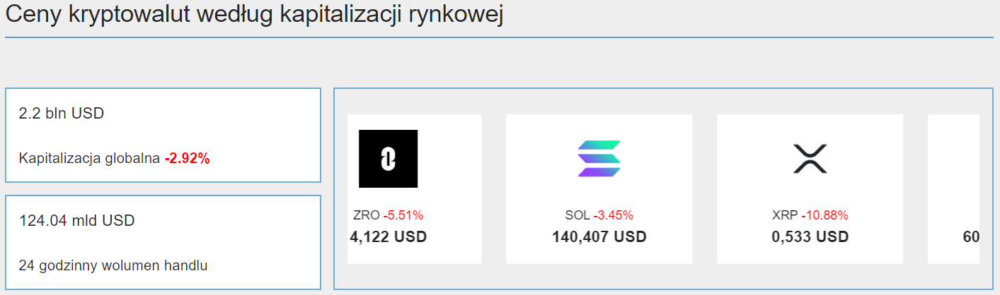 Ceny kryptowalut według kapitalizacji rynkowej
2.2 bln USD
Kapitalizacja globalna -2.92%
124.04 mld USD
24 godzinny wolumen handlu
ZRO -5.51%
4,122 USD
SOL -3.45%
140,407 USD
XRP -10.88%
0,533 USD
60